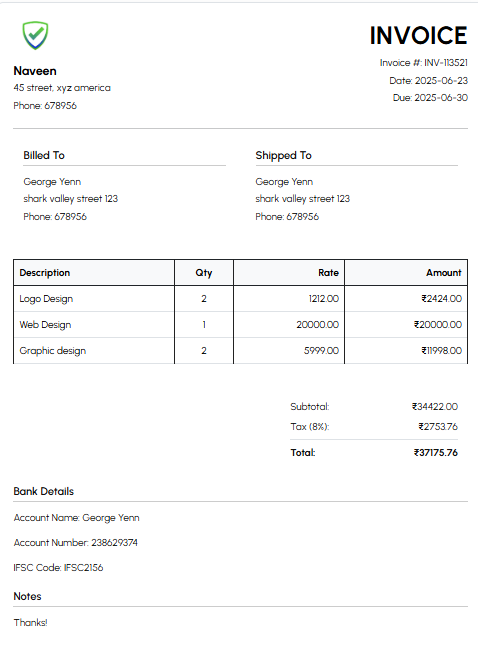 INVOICE
Naveen
45 street, xyz america
Phone: 678956
Invoice #: INV-113521
Date: 2025-06-23
Due: 2025-06-30
Billed To
George Yenn
shark valley street 123
Phone: 678956
Shipped To
George Yenn
shark valley street 123
Phone: 678956
Description Qty Rate Amount
Logo Design 2 1212.00 ₹2424.00
Web Design 1 20000.00 ₹20000.00
Graphic design 2 5999.00 ₹11998.00
Subtotal: ₹34422.00
Tax (8%): ₹2753.76
Total: ₹37175.76
Bank Details
Account Name: George Yenn
Account Number: 238629374
IFSC Code: IFSC2156
Notes
Thanks!